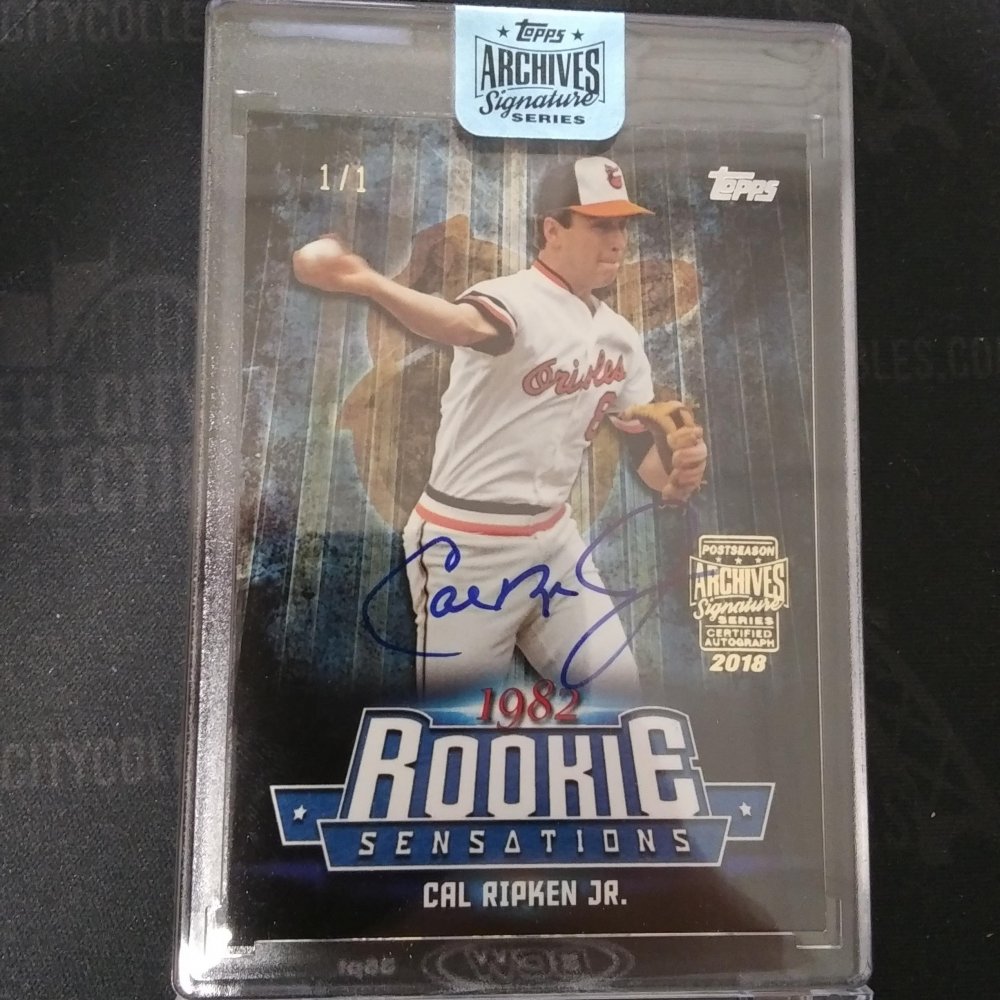 Topps
ARCHIVES
Signature
SERIES
1/1
Topps
Orioles
8
POSTSEASON
ARCHIVES
Signature
SERIES
CERTIFIED
AUTOGRAPH
2018
1982
ROOKIE
SENSATIONS
CAL RIPKEN JR.